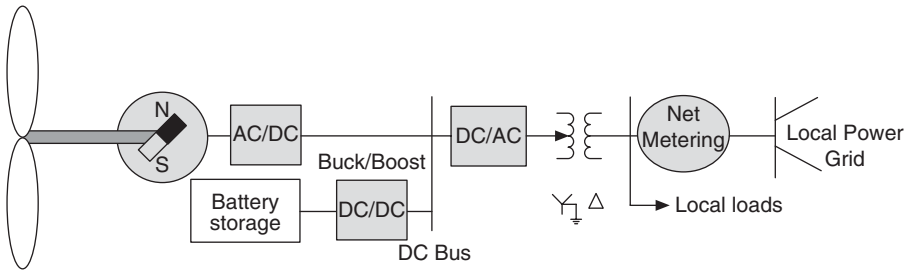 N
S
AC/DC
Buck/Boost
Battery
storage
DC/DC
DC Bus
DC/AC
Net
Metering
Local Power
Grid
Local loads